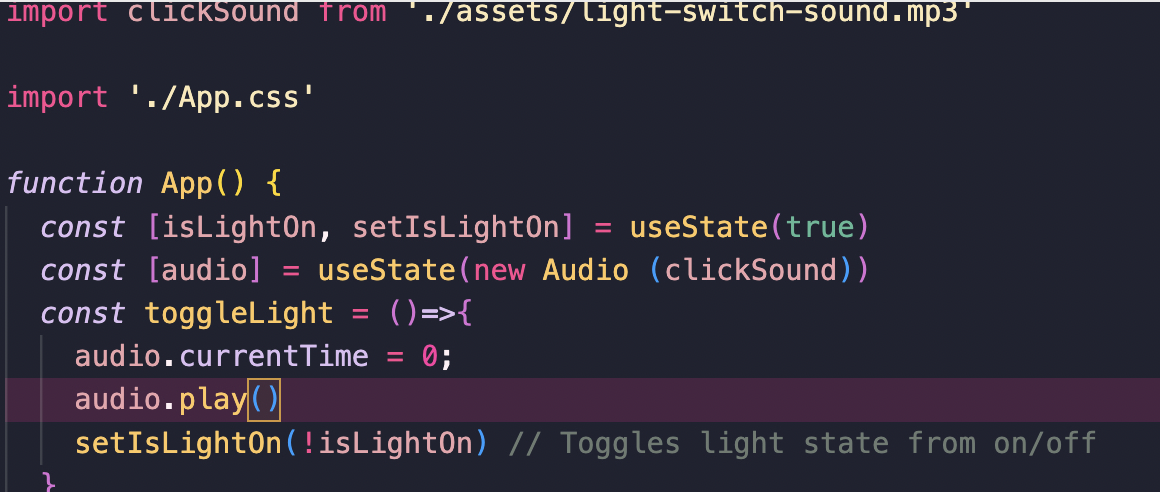 import clickSound from './assets/light-switch-sound.mp3'
import './App.css'
function App() {
const [isLightOn, setIsLightOn] = useState(true)
const [audio] = useState(new Audio (clickSound))
const toggleLight = ()=>{
audio.currentTime = 0;
audio.play()
setIsLightOn(!isLightOn) // Toggles light state from on/off
}